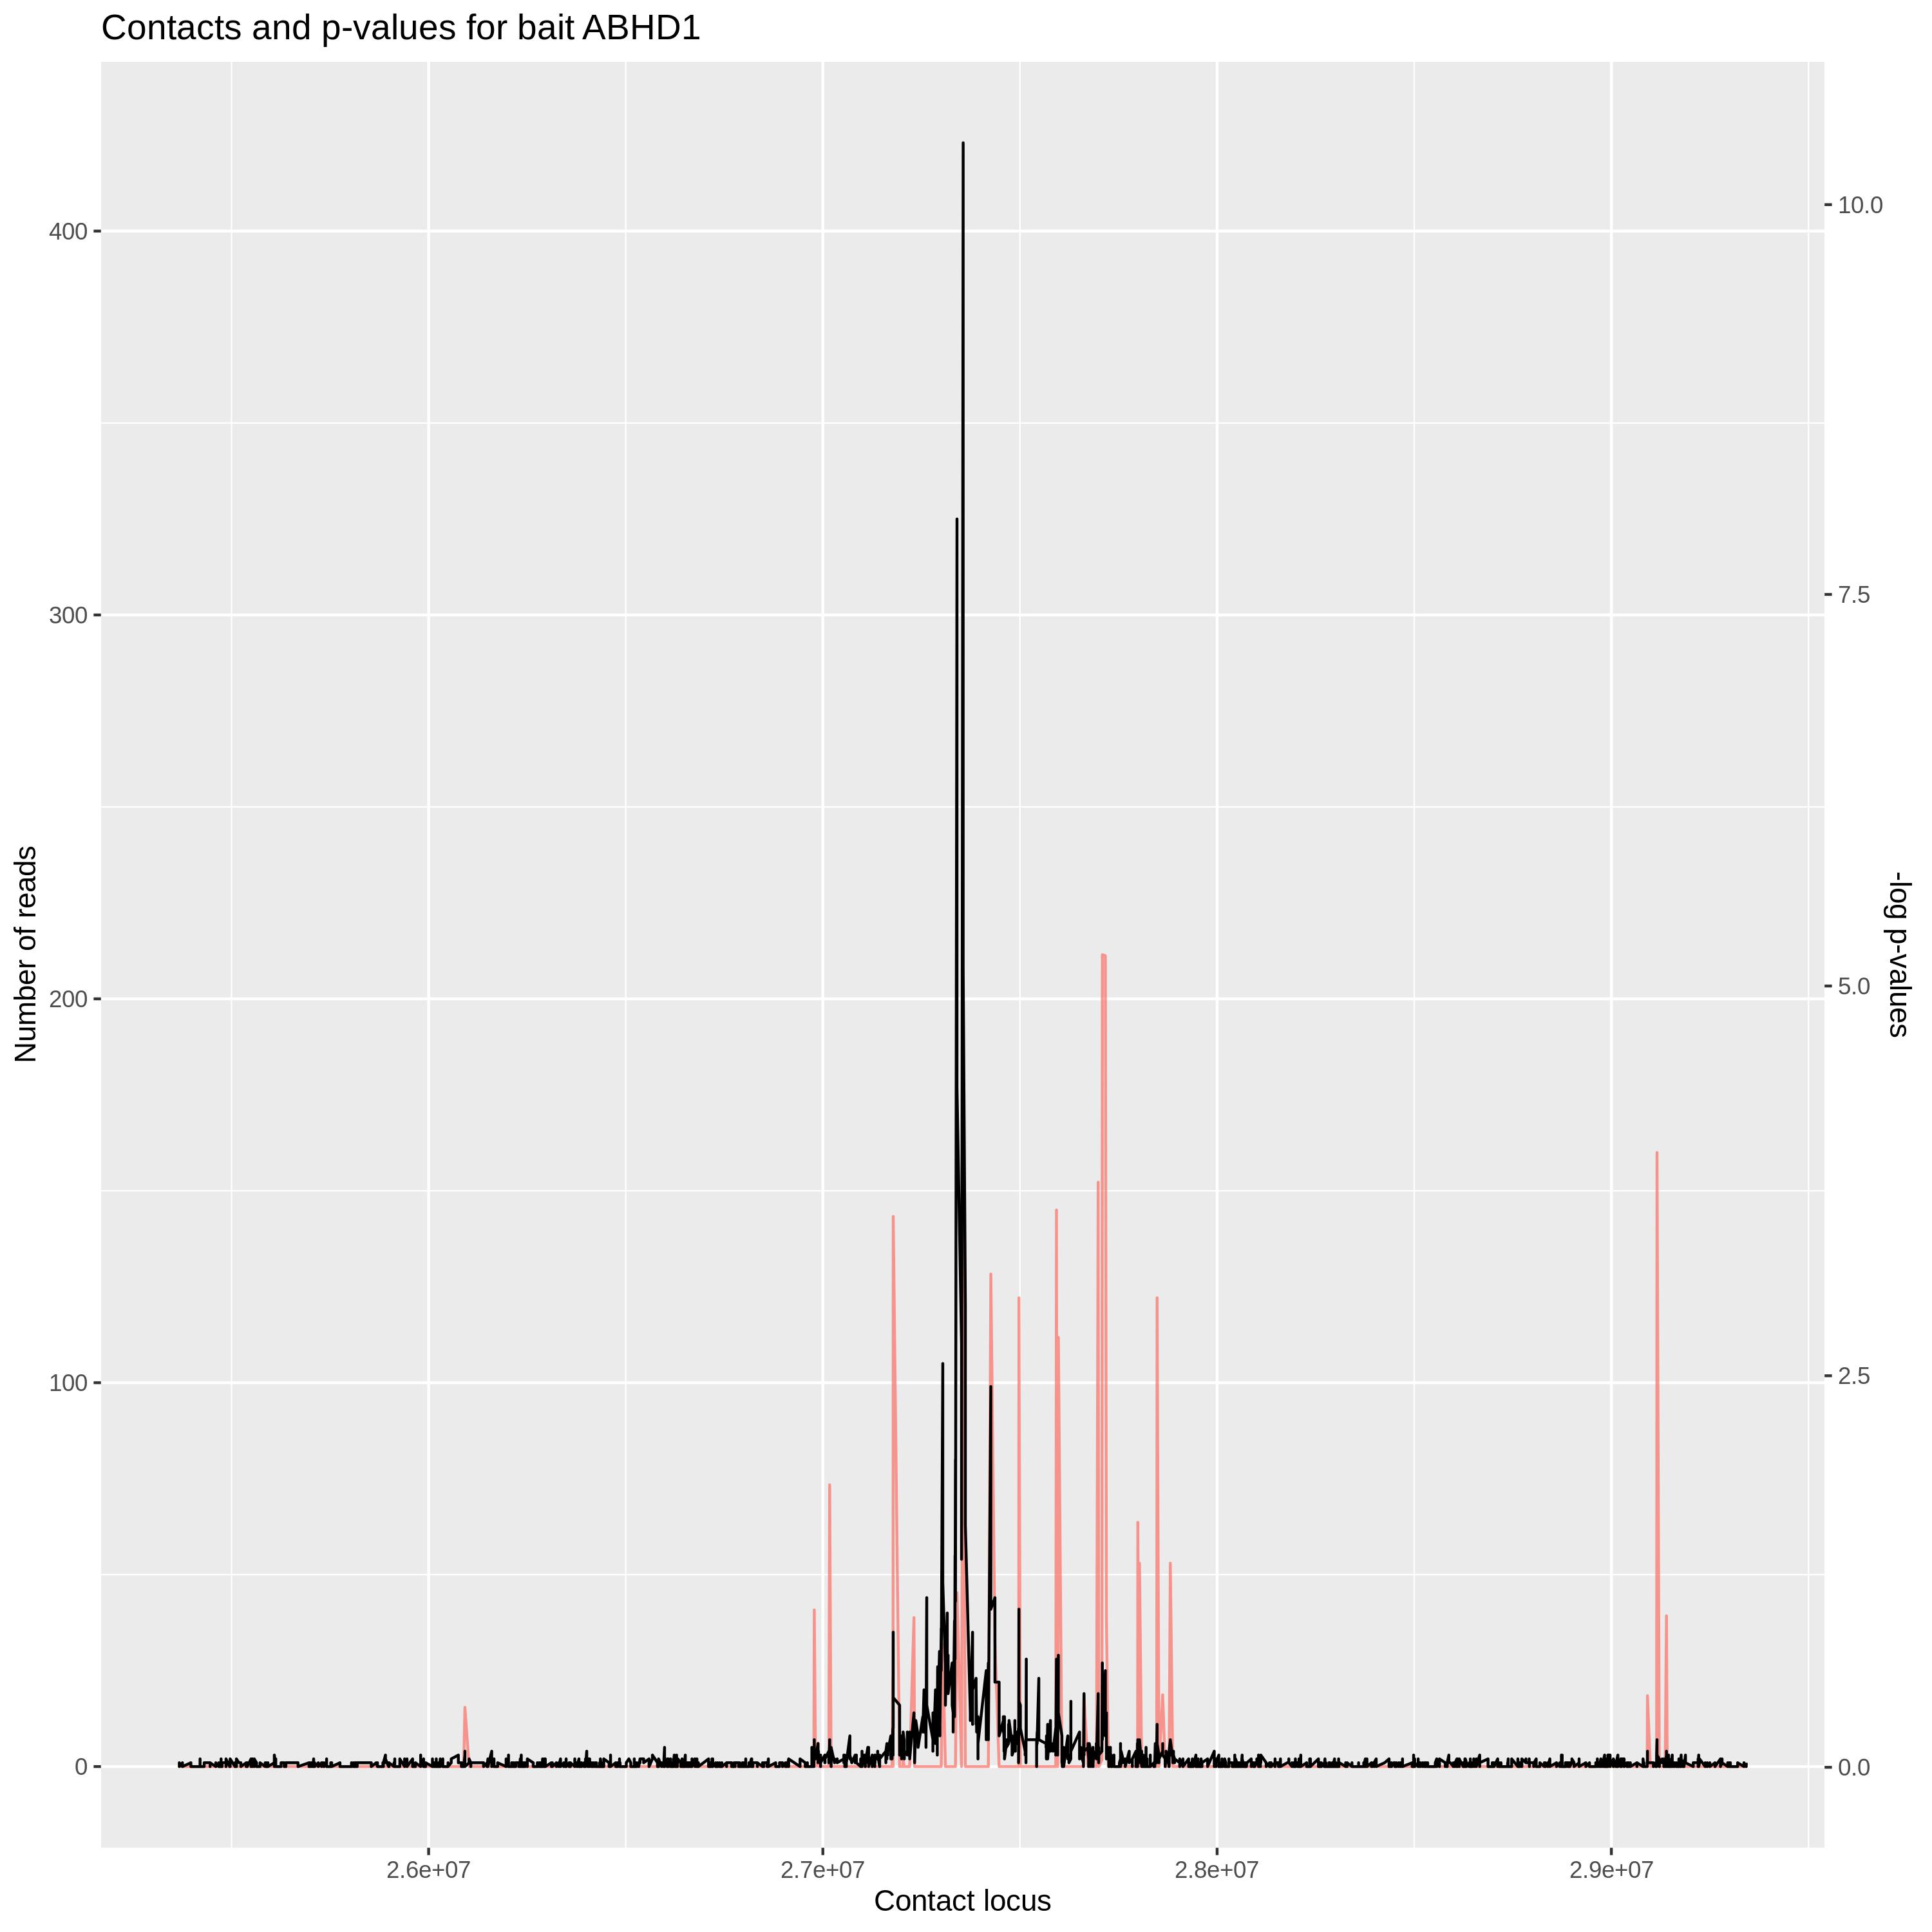 Contacts and p-values for bait ABHD1
Number of reads
400
300
200
100
0
10.0
7.5
5.0
2.5
0.0
-log p-values
2.6e+07
2.7e+07
2.8e+07
2.9e+07
Contact locus